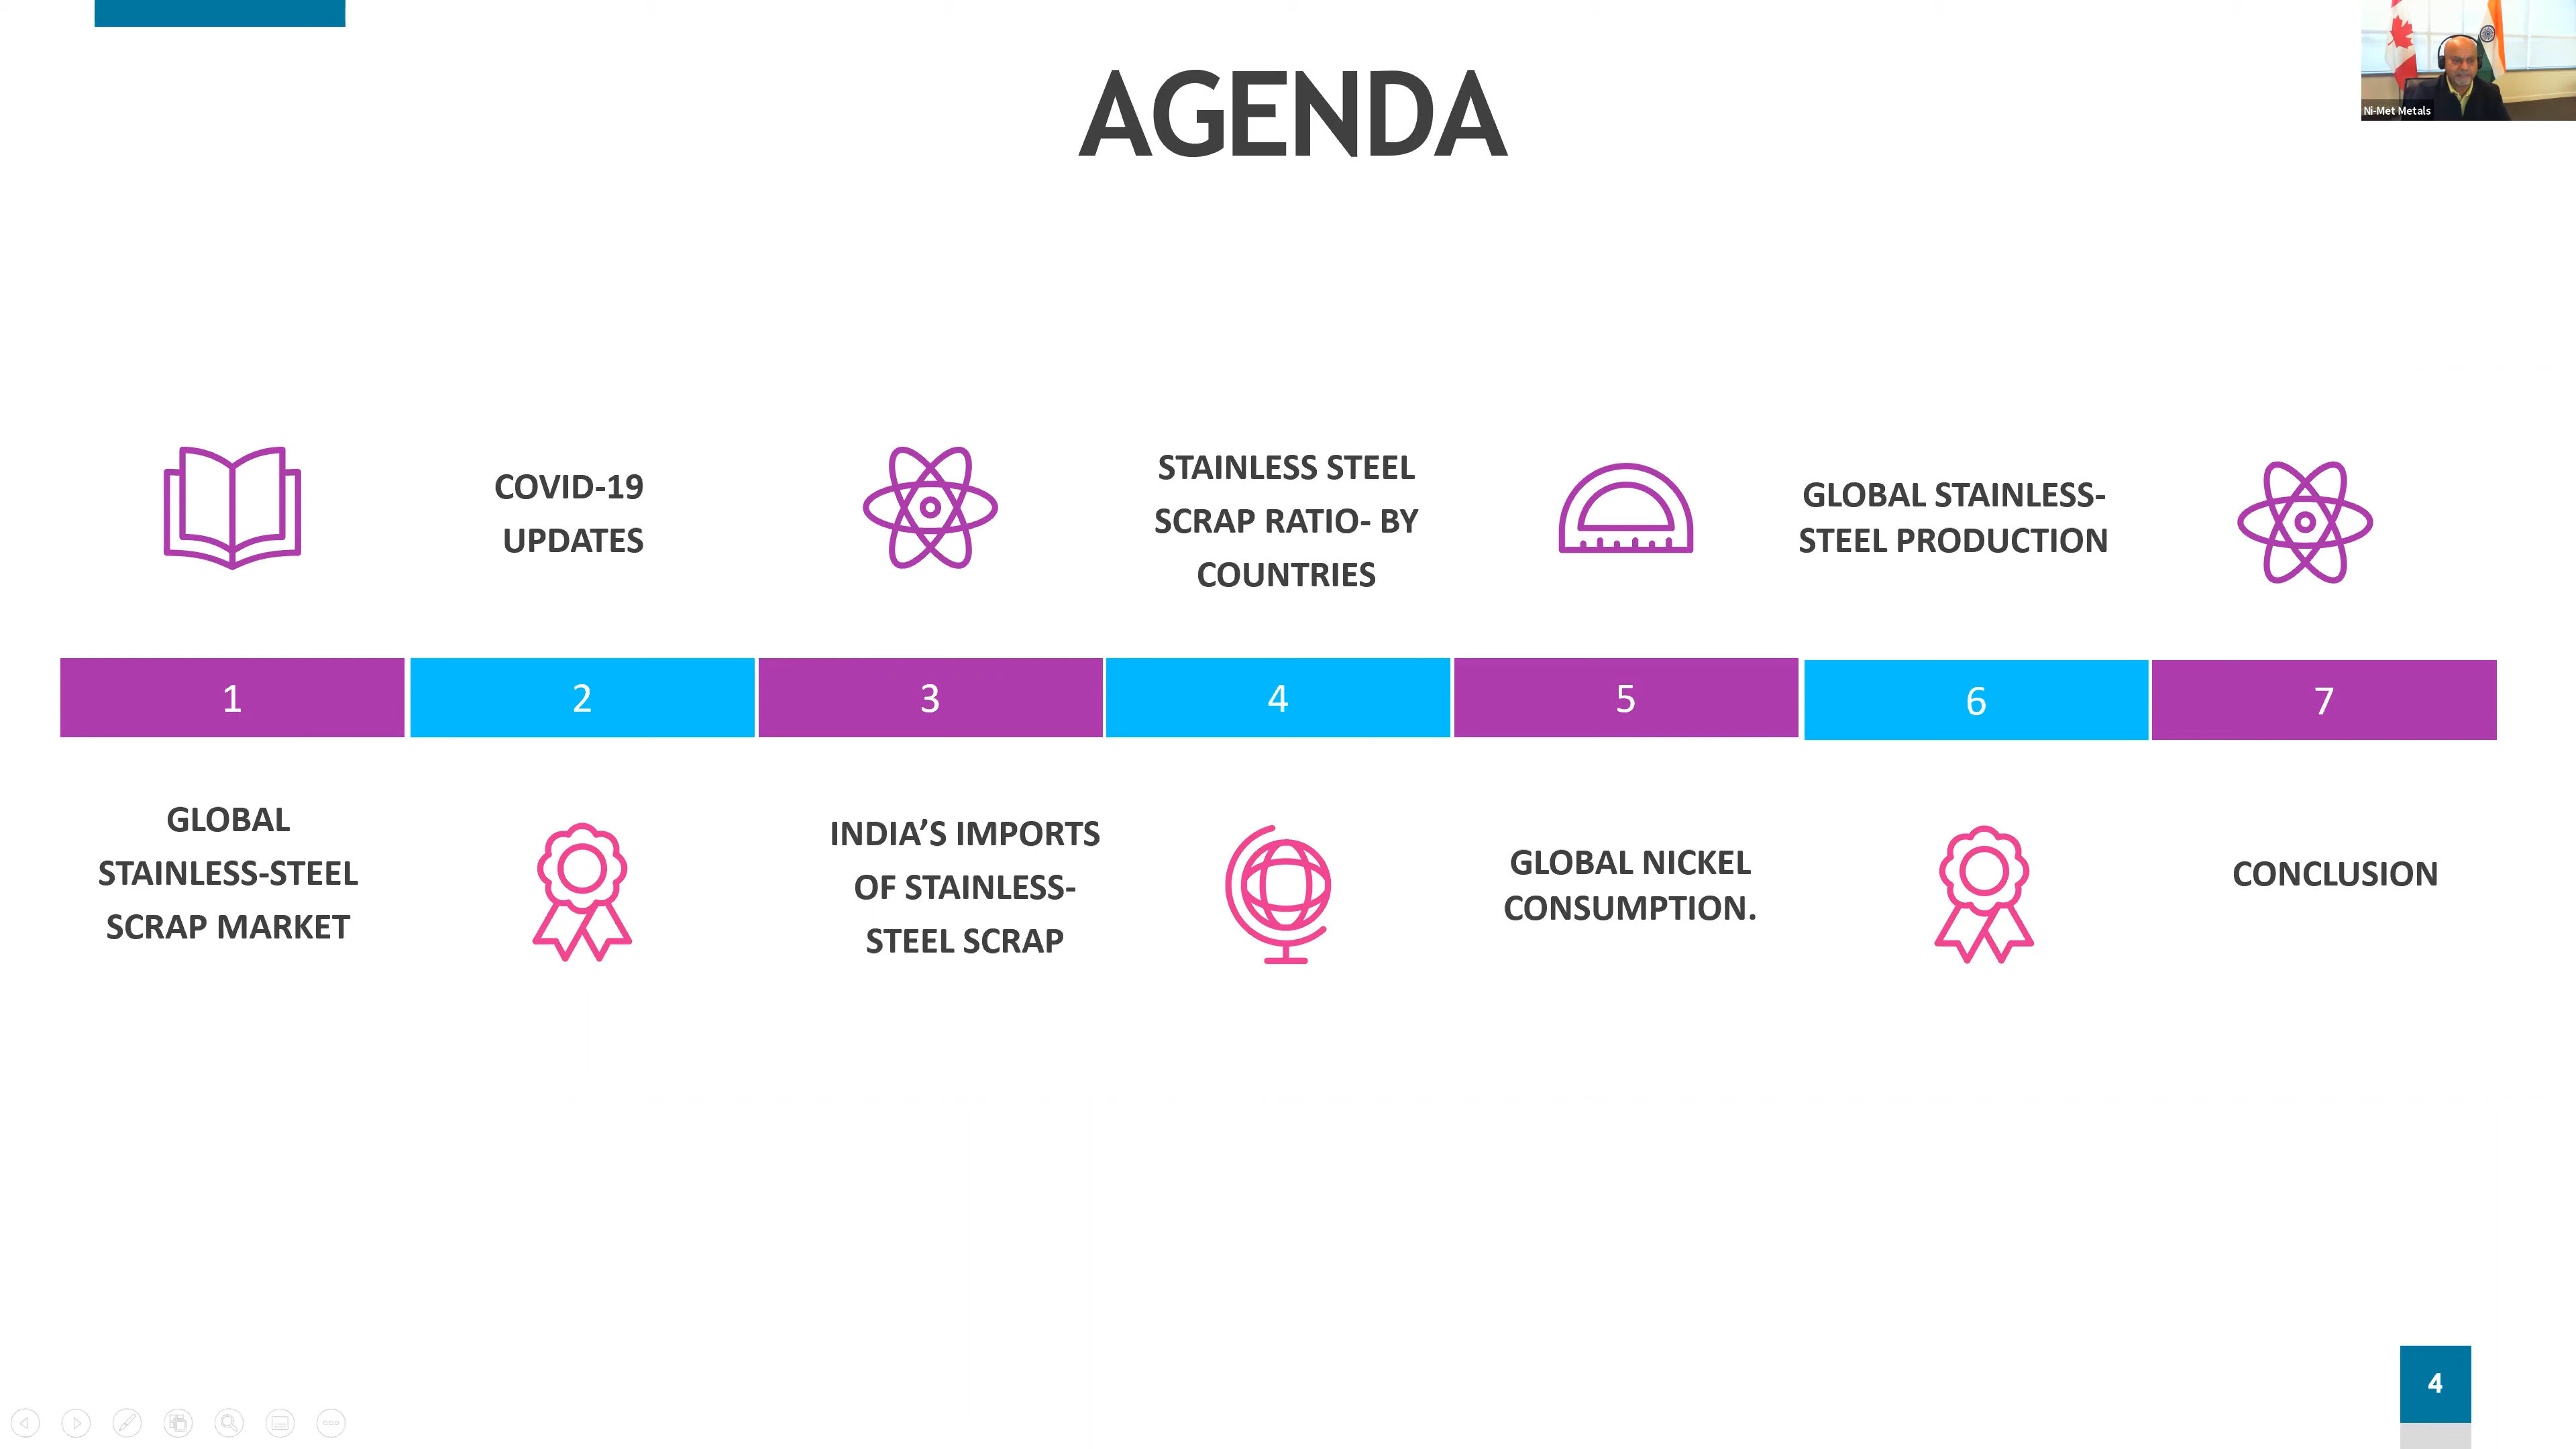 AGENDA
Ni-Met Metals
COVID-19
UPDATES
STAINLESS STEEL
SCRAP RATIO- BY
COUNTRIES
GLOBAL STAINLESS-
STEEL PRODUCTION
1
2
3
4
5
6
7
GLOBAL
STAINLESS-STEEL
SCRAP MARKET
INDIA’S IMPORTS
OF STAINLESS-
STEEL SCRAP
GLOBAL NICKEL
CONSUMPTION.
CONCLUSION
4